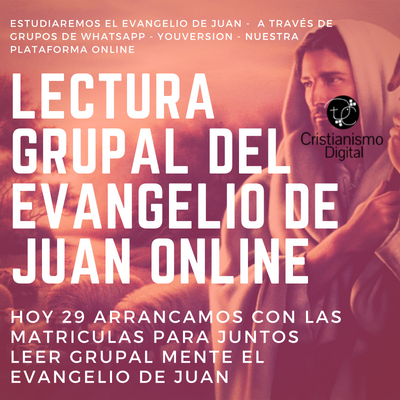 ESTUDIAREMOS EL EVANGELIO DE JUAN - A TRAVÉS DE
GRUPOS DE WHATSAPP - YOUVERSION - NUESTRA
PLATAFORMA ONLINE
LECTURA
GRUPAL DEL
EVANGELIO DE
JUAN ONLINE
Cristianismo
Digital
HOY 29 ARRANCAMOS CON LAS
MATRICULAS PARA JUNTOS
LEER GRUPAL MENTE EL
EVANGELIO DE JUAN